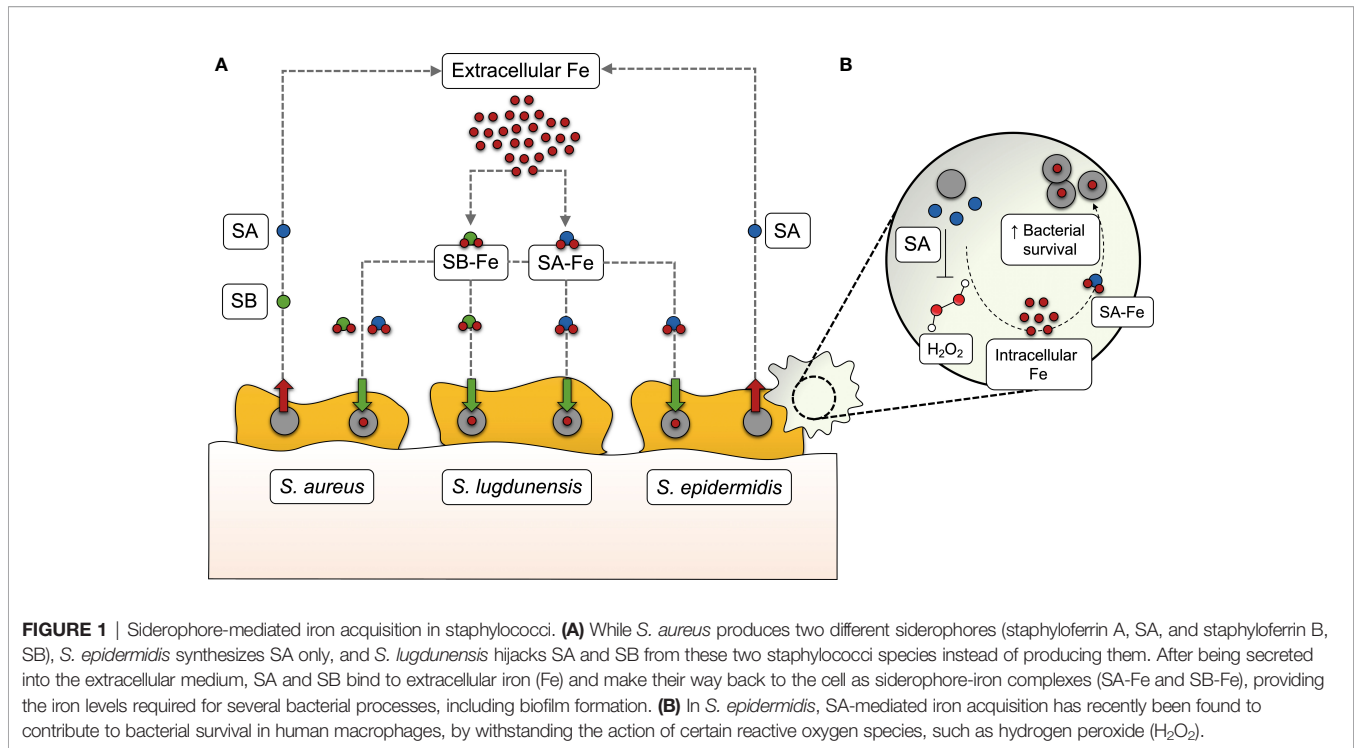 A
B
Extracellular Fe
SA
SA
SB-Fe
SA-Fe
SB
SA
↑ Bacterial
survival
SA-Fe
H₂O₂
Intracellular
Fe
S. aureus
S. lugdunensis
S. epidermidis
FIGURE 1 | Siderophore-mediated iron acquisition in staphylococci. (A) While S. aureus produces two different siderophores (staphyloferrin A, SA, and staphyloferrin B,
SB), S. epidermidis synthesizes SA only, and S. lugdunensis hijacks SA and SB from these two staphylococci species instead of producing them. After being secreted
into the extracellular medium, SA and SB bind to extracellular iron (Fe) and make their way back to the cell as siderophore-iron complexes (SA-Fe and SB-Fe), providing
the iron levels required for several bacterial processes, including biofilm formation. (B) In S. epidermidis, SA-mediated iron acquisition has recently been found to
contribute to bacterial survival in human macrophages, by withstanding the action of certain reactive oxygen species, such as hydrogen peroxide (H₂O₂).